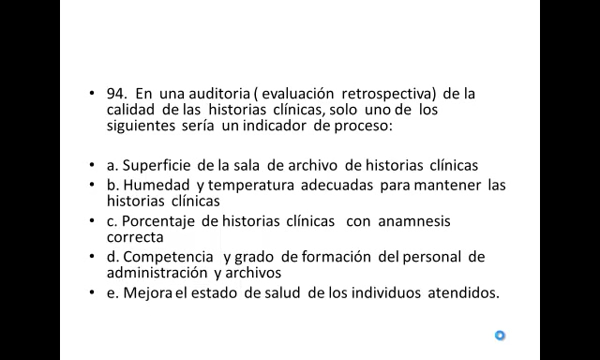 • 94. En una auditoria ( evaluación retrospectiva) de la
calidad de las historias clínicas, solo uno de los
siguientes sería un indicador de proceso:
• a. Superficie de la sala de archivo de historias clínicas
• b. Humedad y temperatura adecuadas para mantener las
historias clínicas
• c. Porcentaje de historias clínicas con anamnesis
correcta
• d. Competencia y grado de formación del personal de
administración y archivos
• e. Mejora el estado de salud de los individuos atendidos.